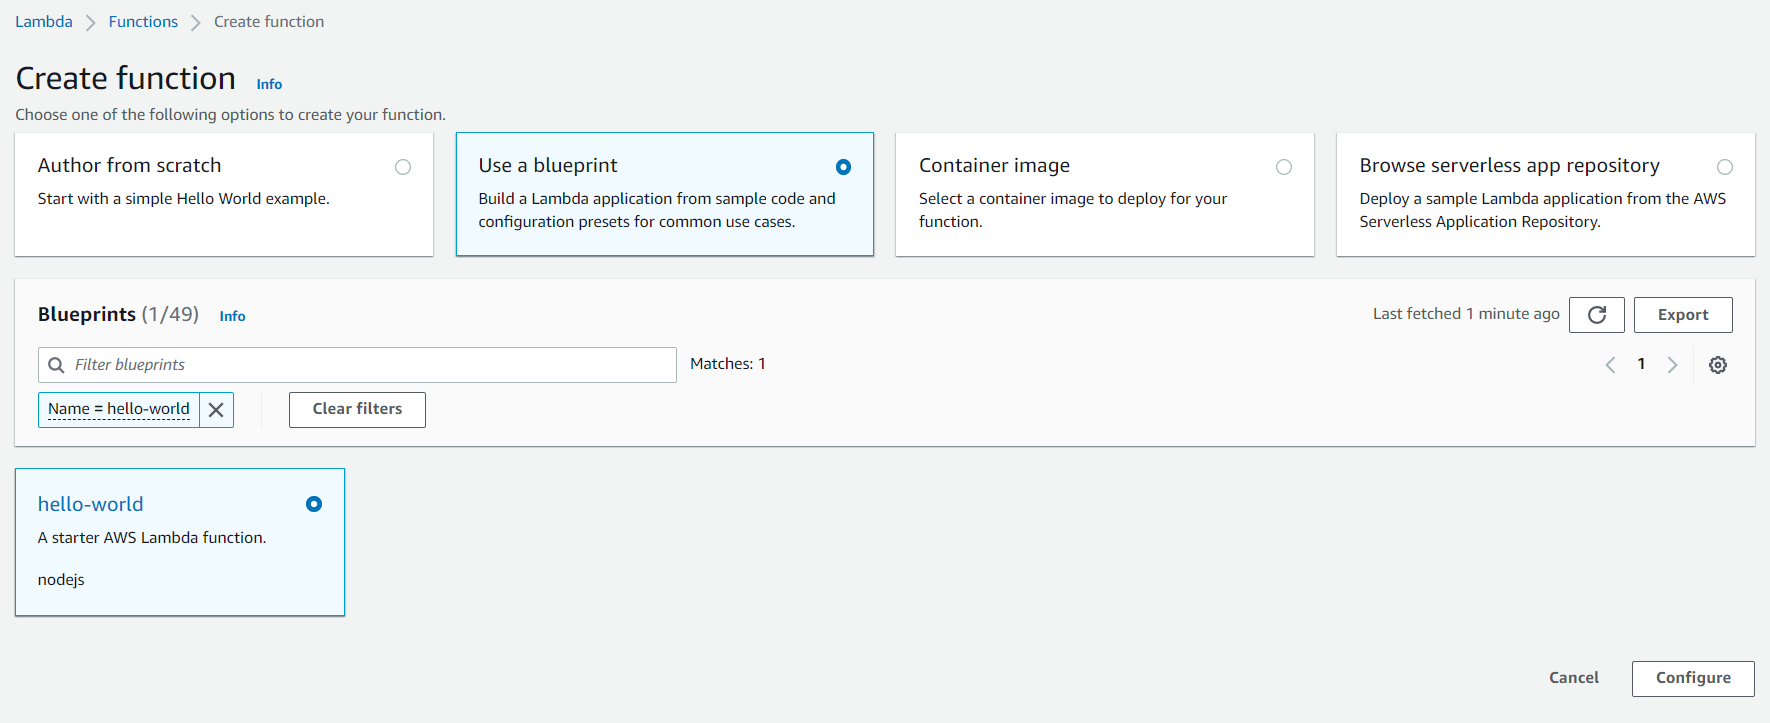 Lambda Functions Create function
Create function Info
Choose one of the following options to create your function.
Author from scratch
Start with a simple Hello World example.
Use a blueprint
Build a Lambda application from sample code and
configuration presets for common use cases.
Container image
Select a container image to deploy for your
function.
Browse serverless app repository
Deploy a sample Lambda application from the AWS
Serverless Application Repository.
Blueprints (1/49) Info
Last fetched 1 minute ago
Export
Filter blueprints
Matches: 1
1
Name = hello-world
Clear filters
hello-world
A starter AWS Lambda function.
nodejs
Cancel
Configure